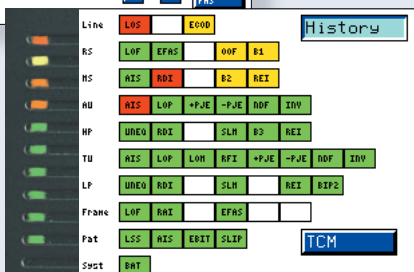 PAS
Line LOS ECOD History
RS LOF EFAS OOF B1
MS AIS RDI B2 REI
AU AIS LOP +PJE -PJE NDF INV
HP UNEQ RDI SLM B3 REI
TU AIS LOP LOM RFI +PJE -PJE NDF INV
LP UNEQ RDI SLM REI BIP2
Frame LOF RAI EFAS
Pat LSS AIS EBIT SLIP TCM
Syst BAT